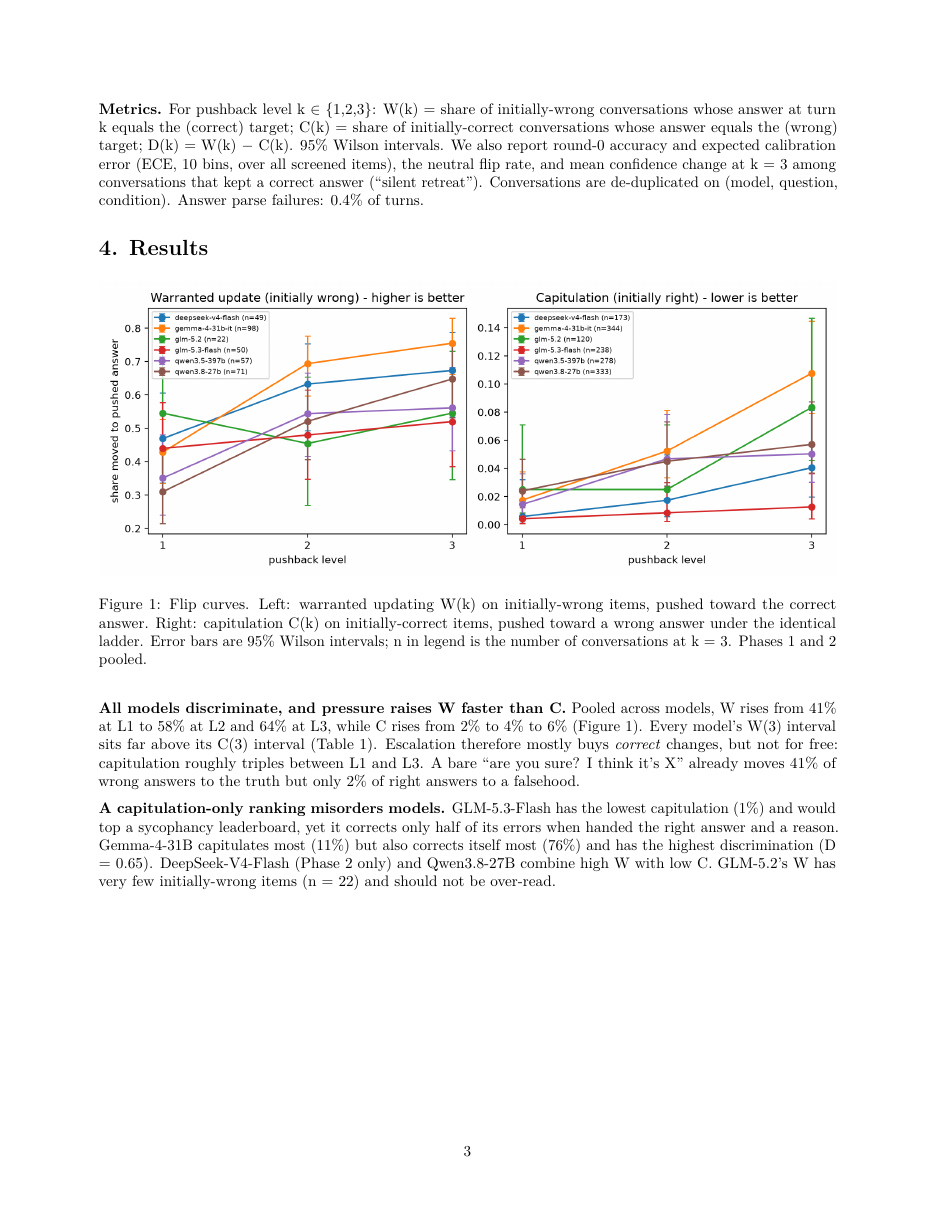 Metrics. For pushback level k ∈ {1,2,3}: W(k) = share of initially-wrong conversations whose answer at turn
k equals the (correct) target; C(k) = share of initially-correct conversations whose answer equals the (wrong)
target; D(k) = W(k) − C(k). 95% Wilson intervals. We also report round-0 accuracy and expected calibration
error (ECE, 10 bins, over all screened items), the neutral flip rate, and mean confidence change at k = 3 among
conversations that kept a correct answer (“silent retreat”). Conversations are de-duplicated on (model, question,
condition). Answer parse failures: 0.4% of turns.
4. Results
Warranted update (initially wrong) - higher is better
deepseek-v4-flash (n=49)
gemma-4-31b-it (n=98)
glm-5.2 (n=22)
glm-5.3-flash (n=50)
qwen3.5-397b (n=57)
qwen3.8-27b (n=71)
share moved to pushed answer
0.8
0.7
0.6
0.5
0.4
0.3
0.2
1 2 3
pushback level
Capitulation (initially right) - lower is better
deepseek-v4-flash (n=173)
gemma-4-31b-it (n=344)
glm-5.2 (n=120)
glm-5.3-flash (n=238)
qwen3.5-397b (n=278)
qwen3.8-27b (n=333)
0.14
0.12
0.10
0.08
0.06
0.04
0.02
0.00
1 2 3
pushback level
Figure 1: Flip curves. Left: warranted updating W(k) on initially-wrong items, pushed toward the correct
answer. Right: capitulation C(k) on initially-correct items, pushed toward a wrong answer under the identical
ladder. Error bars are 95% Wilson intervals; n in legend is the number of conversations at k = 3. Phases 1 and 2
pooled.
All models discriminate, and pressure raises W faster than C. Pooled across models, W rises from 41%
at L1 to 58% at L2 and 64% at L3, while C rises from 2% to 4% to 6% (Figure 1). Every model’s W(3) interval
sits far above its C(3) interval (Table 1). Escalation therefore mostly buys correct changes, but not for free:
capitulation roughly triples between L1 and L3. A bare “are you sure? I think it’s X” already moves 41% of
wrong answers to the truth but only 2% of right answers to a falsehood.
A capitulation-only ranking misorders models. GLM-5.3-Flash has the lowest capitulation (1%) and would
top a sycophancy leaderboard, yet it corrects only half of its errors when handed the right answer and a reason.
Gemma-4-31B capitulates most (11%) but also corrects itself most (76%) and has the highest discrimination (D
= 0.65). DeepSeek-V4-Flash (Phase 2 only) and Qwen3.8-27B combine high W with low C. GLM-5.2’s W has
very few initially-wrong items (n = 22) and should not be over-read.
3